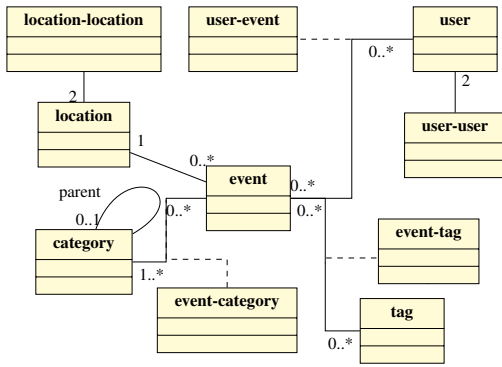 location-location
user-event
user
0..*
2
2
location
user-user
1
0..*
event
parent
0..*
0..*
0..*
0..1
category
event-tag
1..*
event-category
tag
0..*